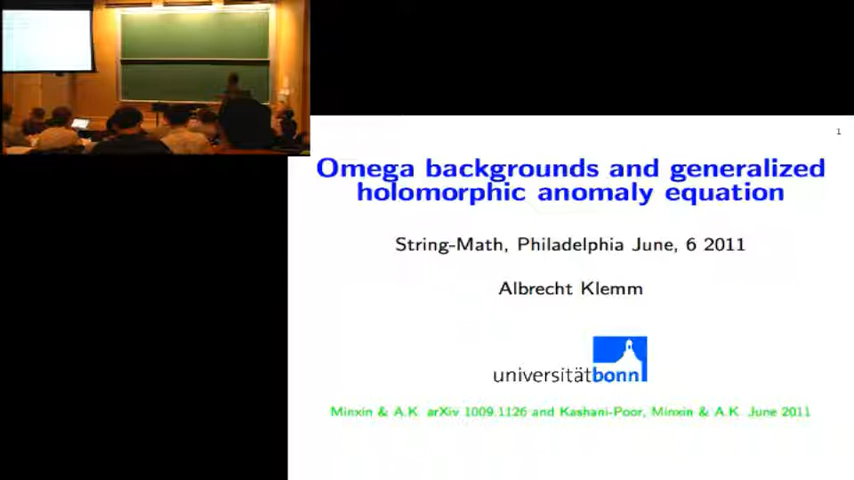 1
Omega backgrounds and generalized
holomorphic anomaly equation
String-Math, Philadelphia June, 6 2011
Albrecht Klemm
universitätbonn
Minxin & A.K. arXiv 1009.1126 and Kashani-Poor, Minxin & A.K. June 2011